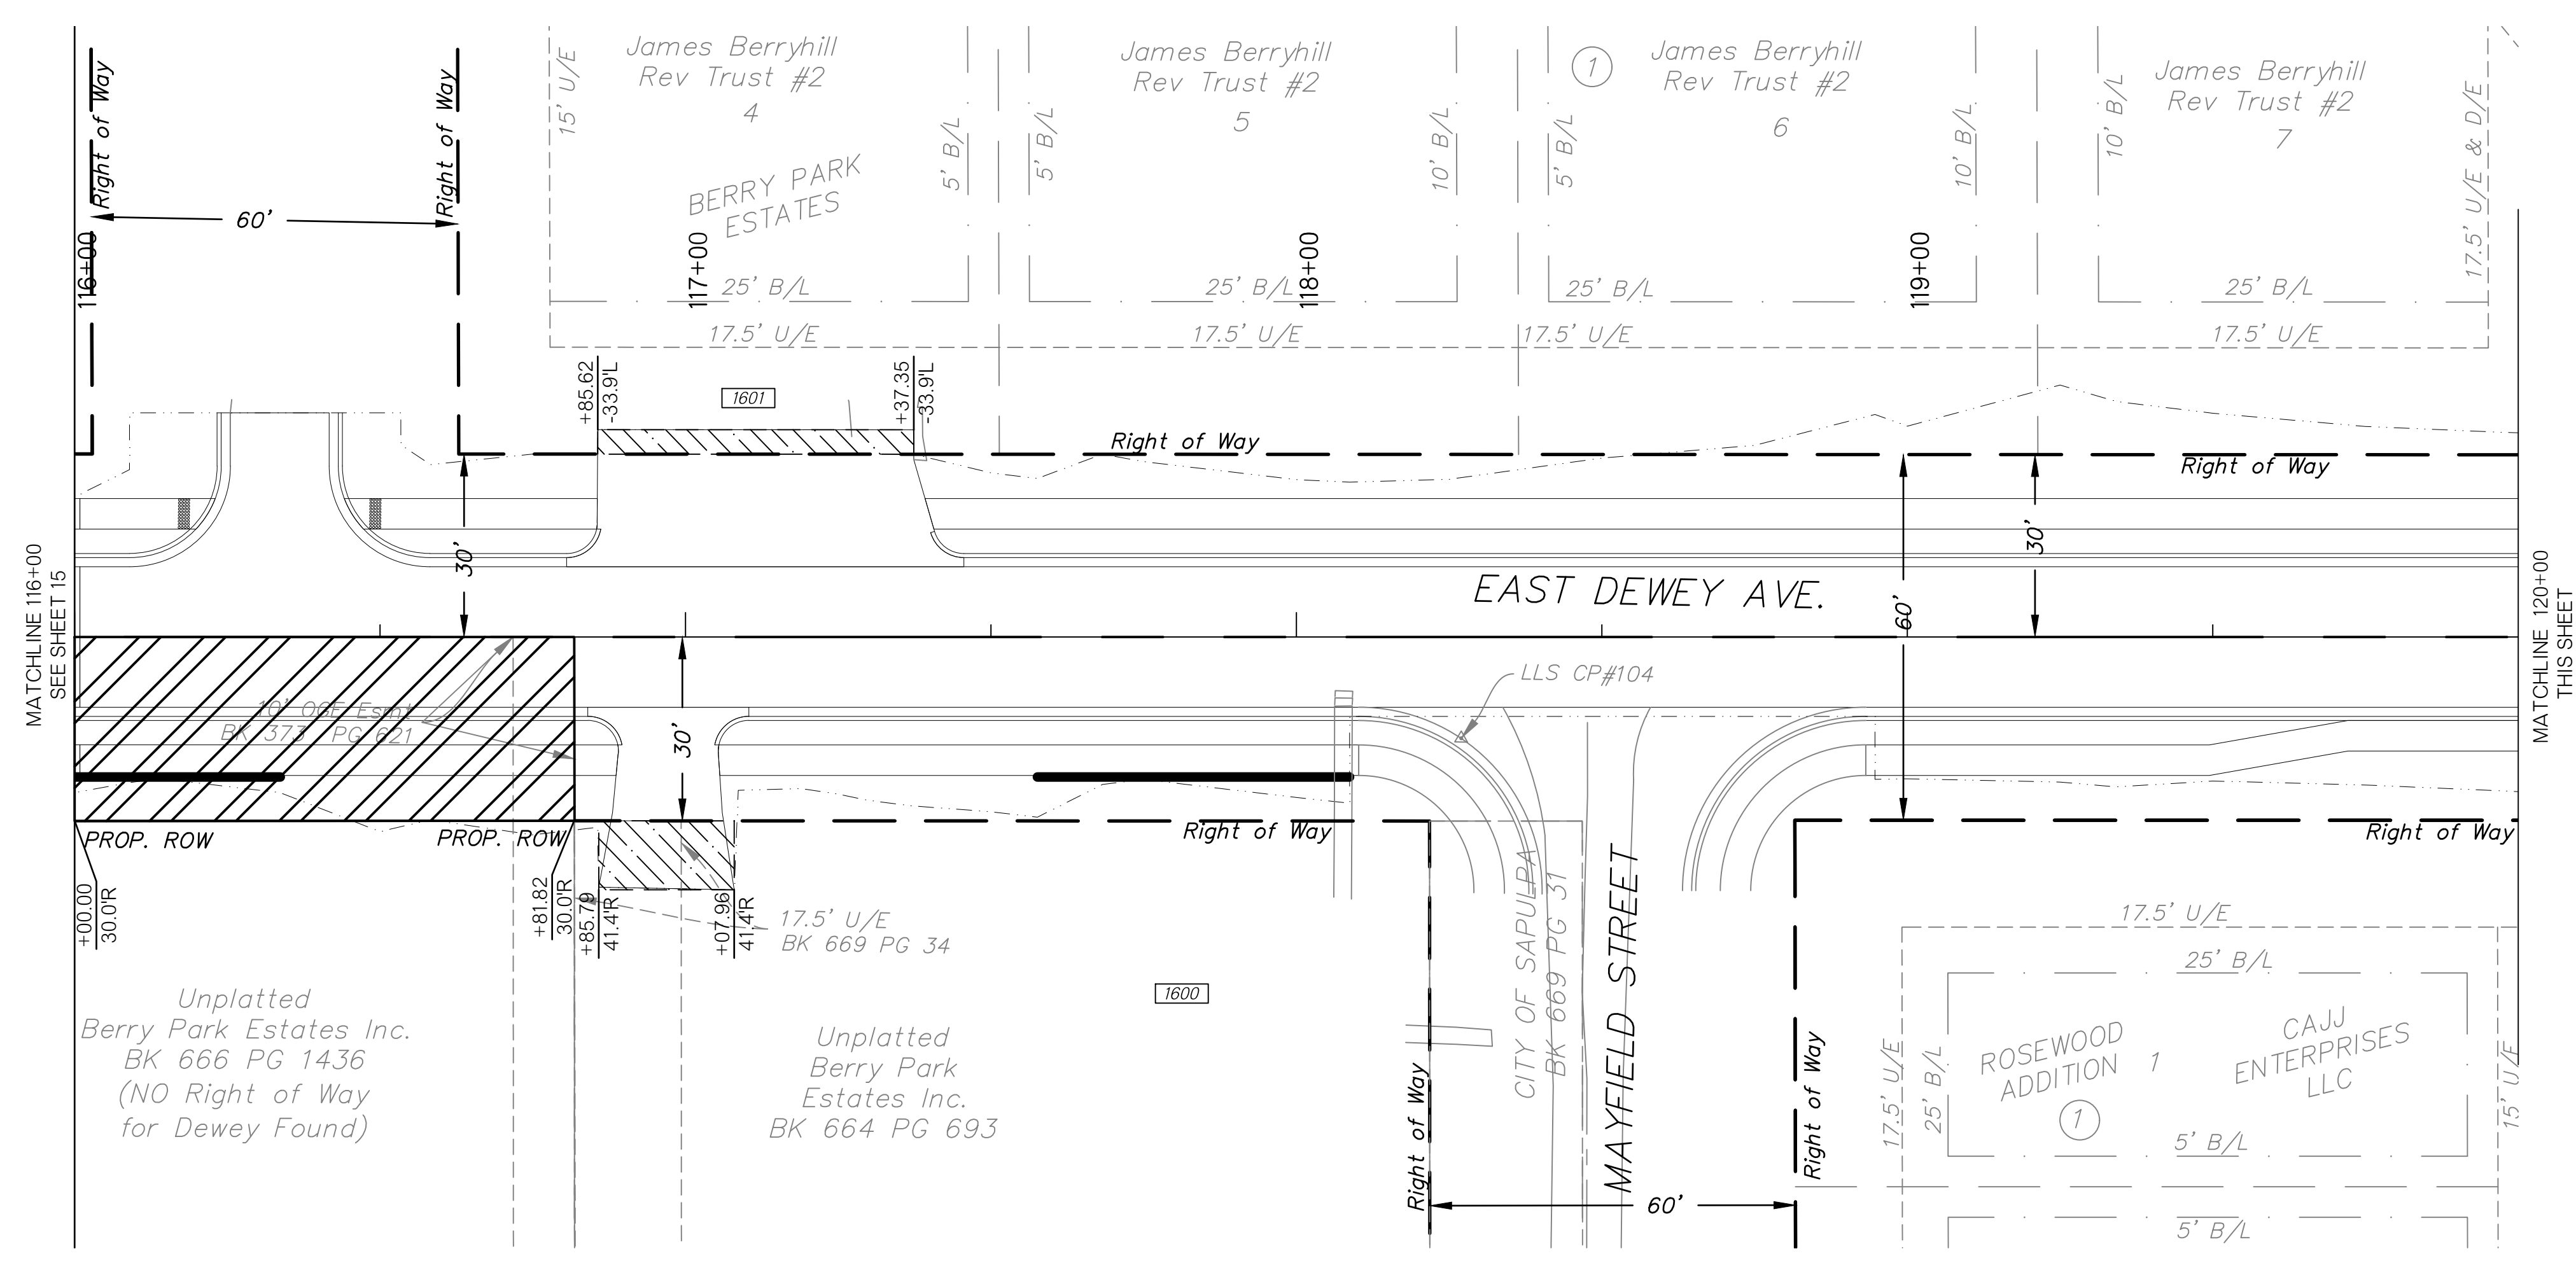 James Berryhill
Rev Trust #2
4
James Berryhill
Rev Trust #2
5
1
James Berryhill
Rev Trust #2
6
James Berryhill
Rev Trust #2
7
Right of Way
Right of Way
15' U/E
5' B/L
5' B/L
10' B/L
5' B/L
10' B/L
10' B/L
17.5' U/E & D/E
BERRY PARK
ESTATES
60'
116+00
117+00
118+00
119+00
25' B/L
25' B/L
25' B/L
25' B/L
17.5' U/E
17.5' U/E
17.5' U/E
17.5' U/E
+85.62
-33.9'L
1601
+37.35
-33.9'L
Right of Way
Right of Way
30'
30'
60'
EAST DEWEY AVE.
MATCHLINE 116+00
SEE SHEET 15
MATCHLINE 120+00
THIS SHEET
LLS CP#104
10' OGE Esmt
BK 373 PG 621
30'
PROP. ROW
PROP. ROW
Right of Way
Right of Way
+00.00
30.0'R
+81.82
30.0'R
+85.79
41.4'R
+07.96
41.4'R
17.5' U/E
BK 669 PG 34
1600
CITY OF SAPULPA
BK 669 PG 31
MAYFIELD STREET
Right of Way
Right of Way
60'
17.5' U/E
25' B/L
17.5' U/E
25' B/L
ROSEWOOD
ADDITION
1
1
CAJJ
ENTERPRISES
LLC
15' U/E
5' B/L
5' B/L
Unplatted
Berry Park Estates Inc.
BK 666 PG 1436
(NO Right of Way
for Dewey Found)
Unplatted
Berry Park
Estates Inc.
BK 664 PG 693